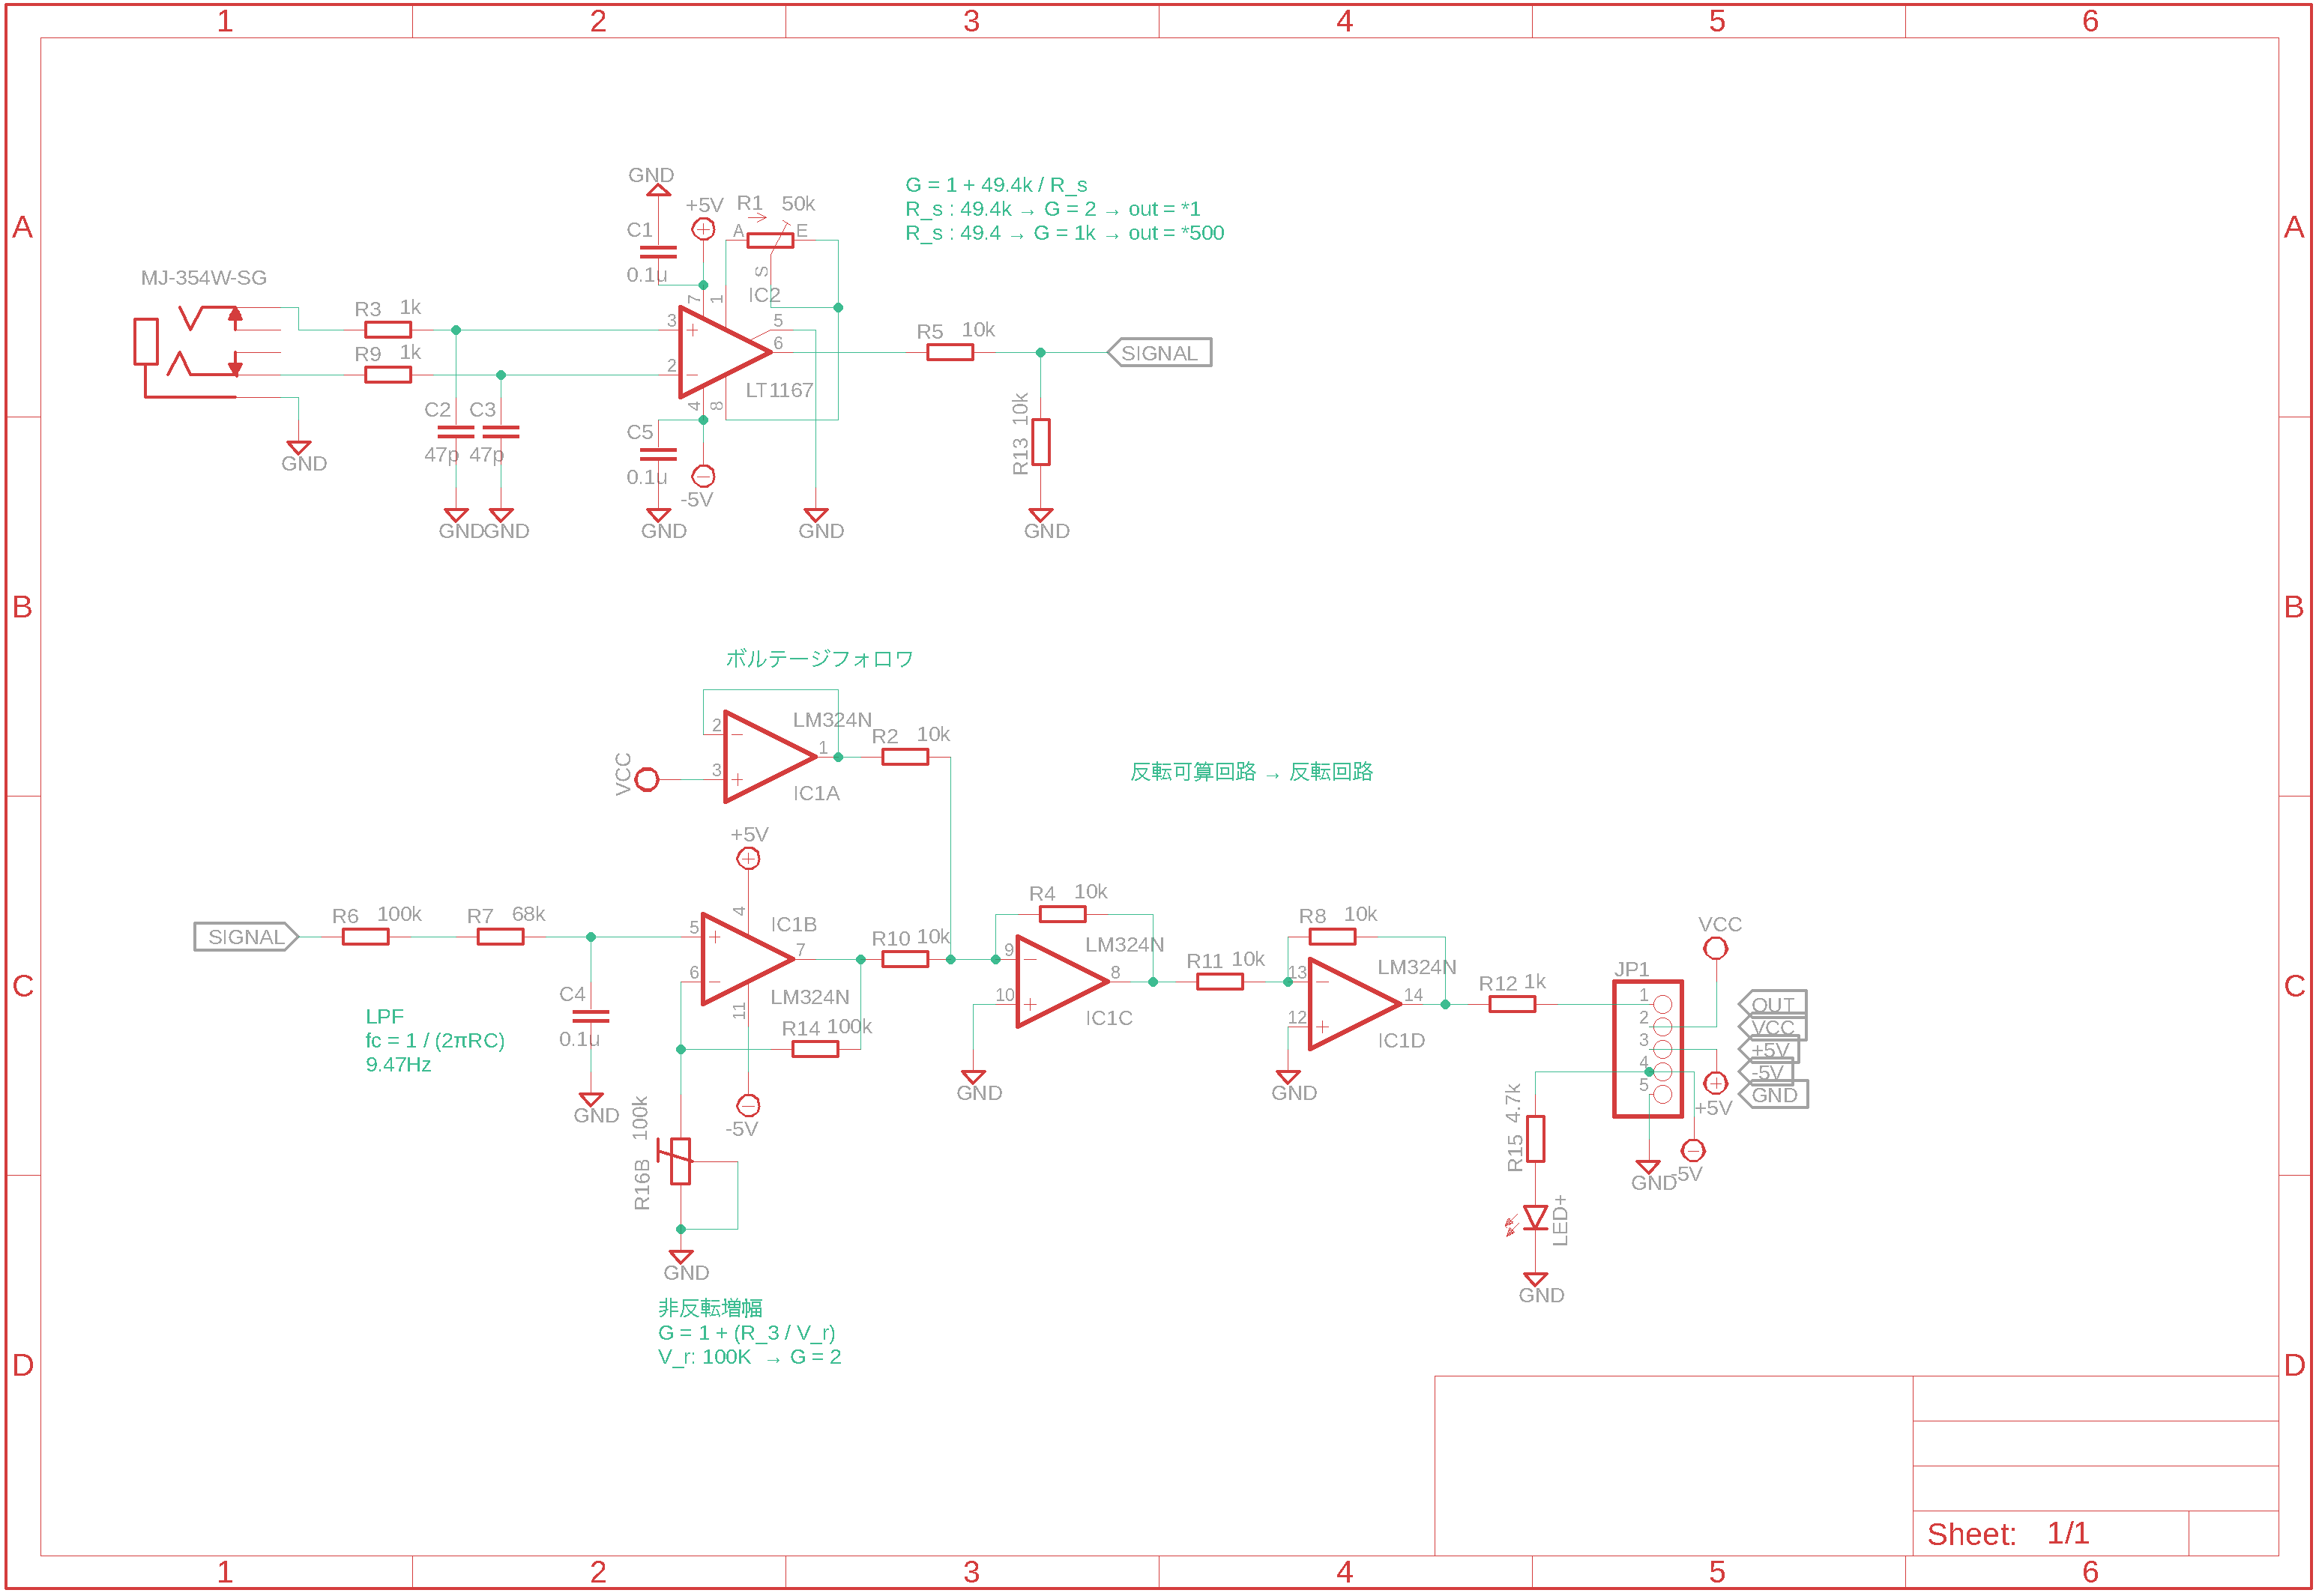 1 2 3 4 5 6
A A
B B
C C
D D
GND
+5V R1 50k
C1 A E
0.1u S
MJ-354W-SG
IC2
7 1
R3 1k
3 5
6
R9 1k
2
LT1167
4 8
C2 C3
47p 47p
C5
0.1u
-5V
GND
GND GND GND GND GND
G = 1 + 49.4k / R_s
R_s : 49.4k → G = 2 → out = *1
R_s : 49.4 → G = 1k → out = *500
R5 10k
SIGNAL
R13 10k
ボルテージフォロワ
LM324N
2
1
3
IC1A
VCC
R2 10k
反転可算回路 → 反転回路
+5V
SIGNAL
R6 100k
R7 68k
C4
0.1u
GND
LPF
fc = 1 / (2πRC)
9.47Hz
4
IC1B
5
7
6
LM324N
11
R14 100k
-5V
R10 10k
R16B 100k
GND
非反転増幅
G = 1 + (R_3 / V_r)
V_r: 100K → G = 2
R4 10k
LM324N
9
8
10
IC1C
GND
R11 10k
R8 10k
LM324N
13
14
12
IC1D
GND
R12 1k
VCC
JP1
1 OUT
2 VCC
3 +5V
4 -5V
5 GND
+5V
-5V
GND
R15 4.7k
LED+
GND
Sheet: 1/1
1 2 3 4 5 6